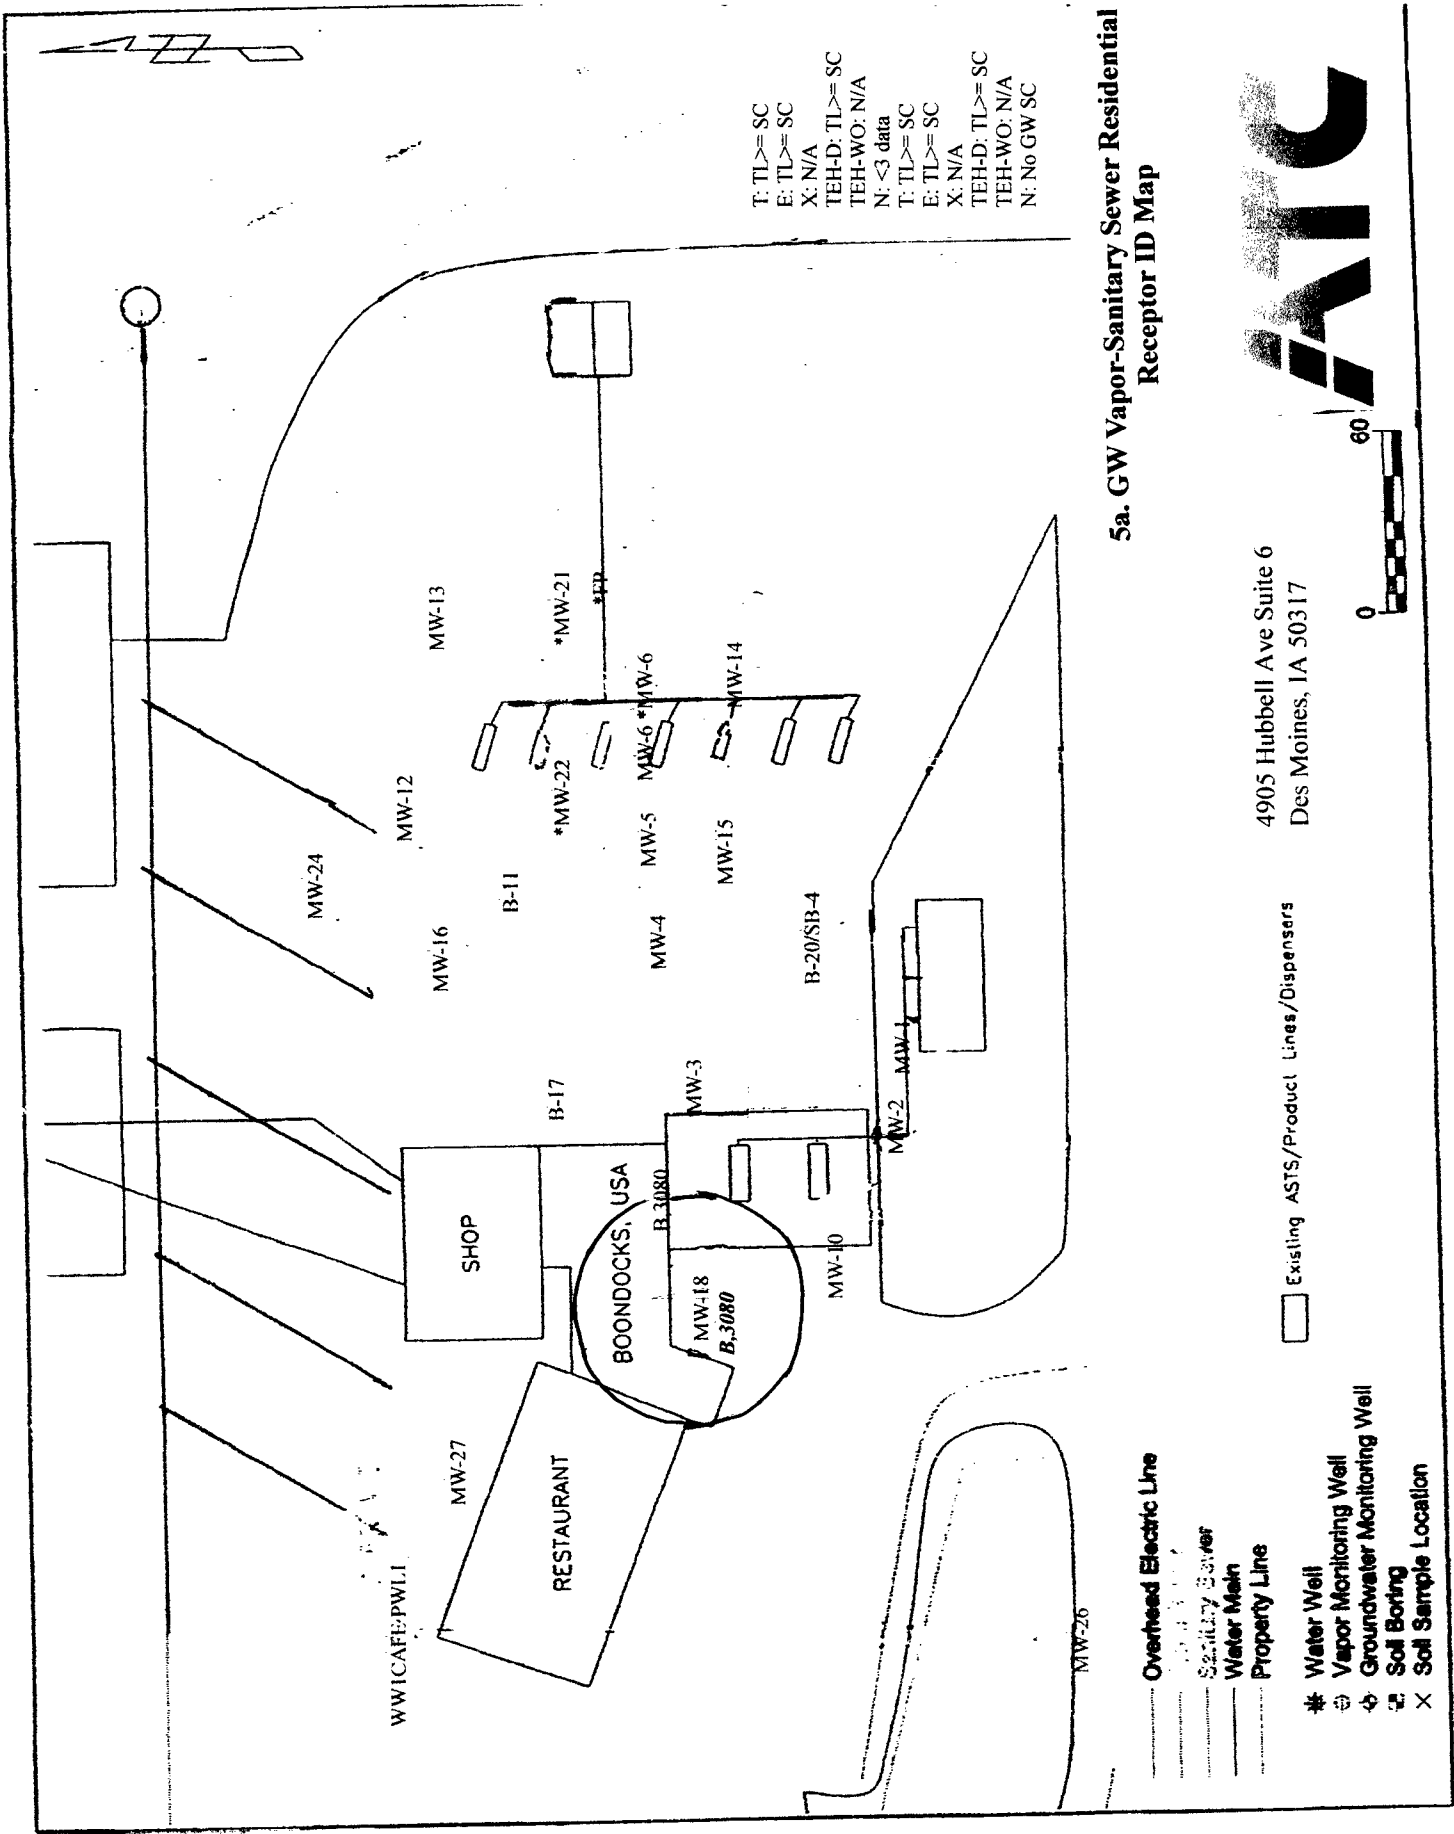 T: TL>= SC
E: TL>= SC
X: N/A
TEH-D: TL>= SC
TEH-WO: N/A
N: <3 data
T: TL>= SC
E: TL>= SC
X: N/A
TEH-D: TL>= SC
TEH-WO: N/A
N: No GW SC
MW-13
*MW-21
*FP
MW-12
*MW-22
MW-6
*MW-6
MW-14
MW-24
MW-5
MW-15
MW-16
B-11
MW-4
B-20/SB-4
B-17
MW-3
MW-1
MW-2
SHOP
BOONDOCKS, USA
B,3080
MW-18
B,3080
MW-10
MW-27
RESTAURANT
WW1CAFE/PWL1
MW-26
5a. GW Vapor-Sanitary Sewer Residential
Receptor ID Map
ATC
4905 Hubbell Ave Suite 6
Des Moines, IA 50317
0
60
Existing ASTS/Product Lines/Dispensers
Overhead Electric Line
Sanitary Sewer
Water Main
Property Line
Water Well
Vapor Monitoring Well
Groundwater Monitoring Well
Soil Boring
Soil Sample Location